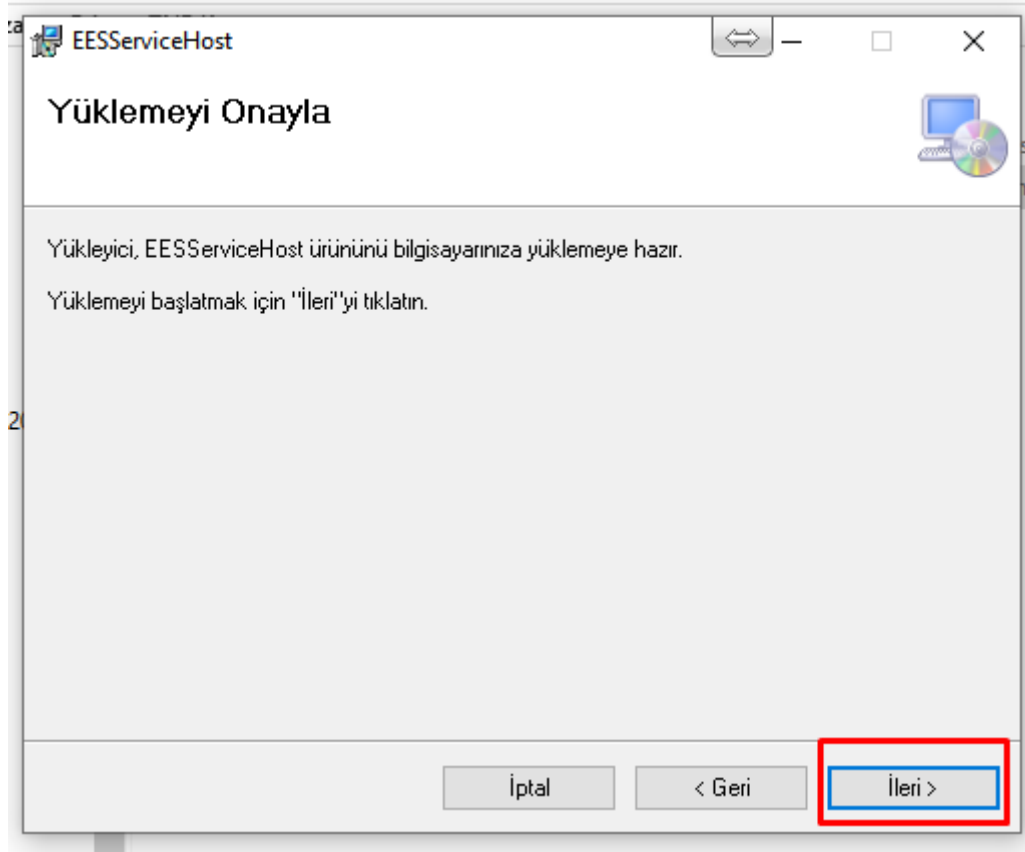 EESServiceHost
Yüklemeyi Onayla
Yükleyici, EESServiceHost ürününü bilgisayarınıza yüklemeye hazır.
Yüklemeyi başlatmak için "İleri"yi tıklatın.
İptal
< Geri
İleri >